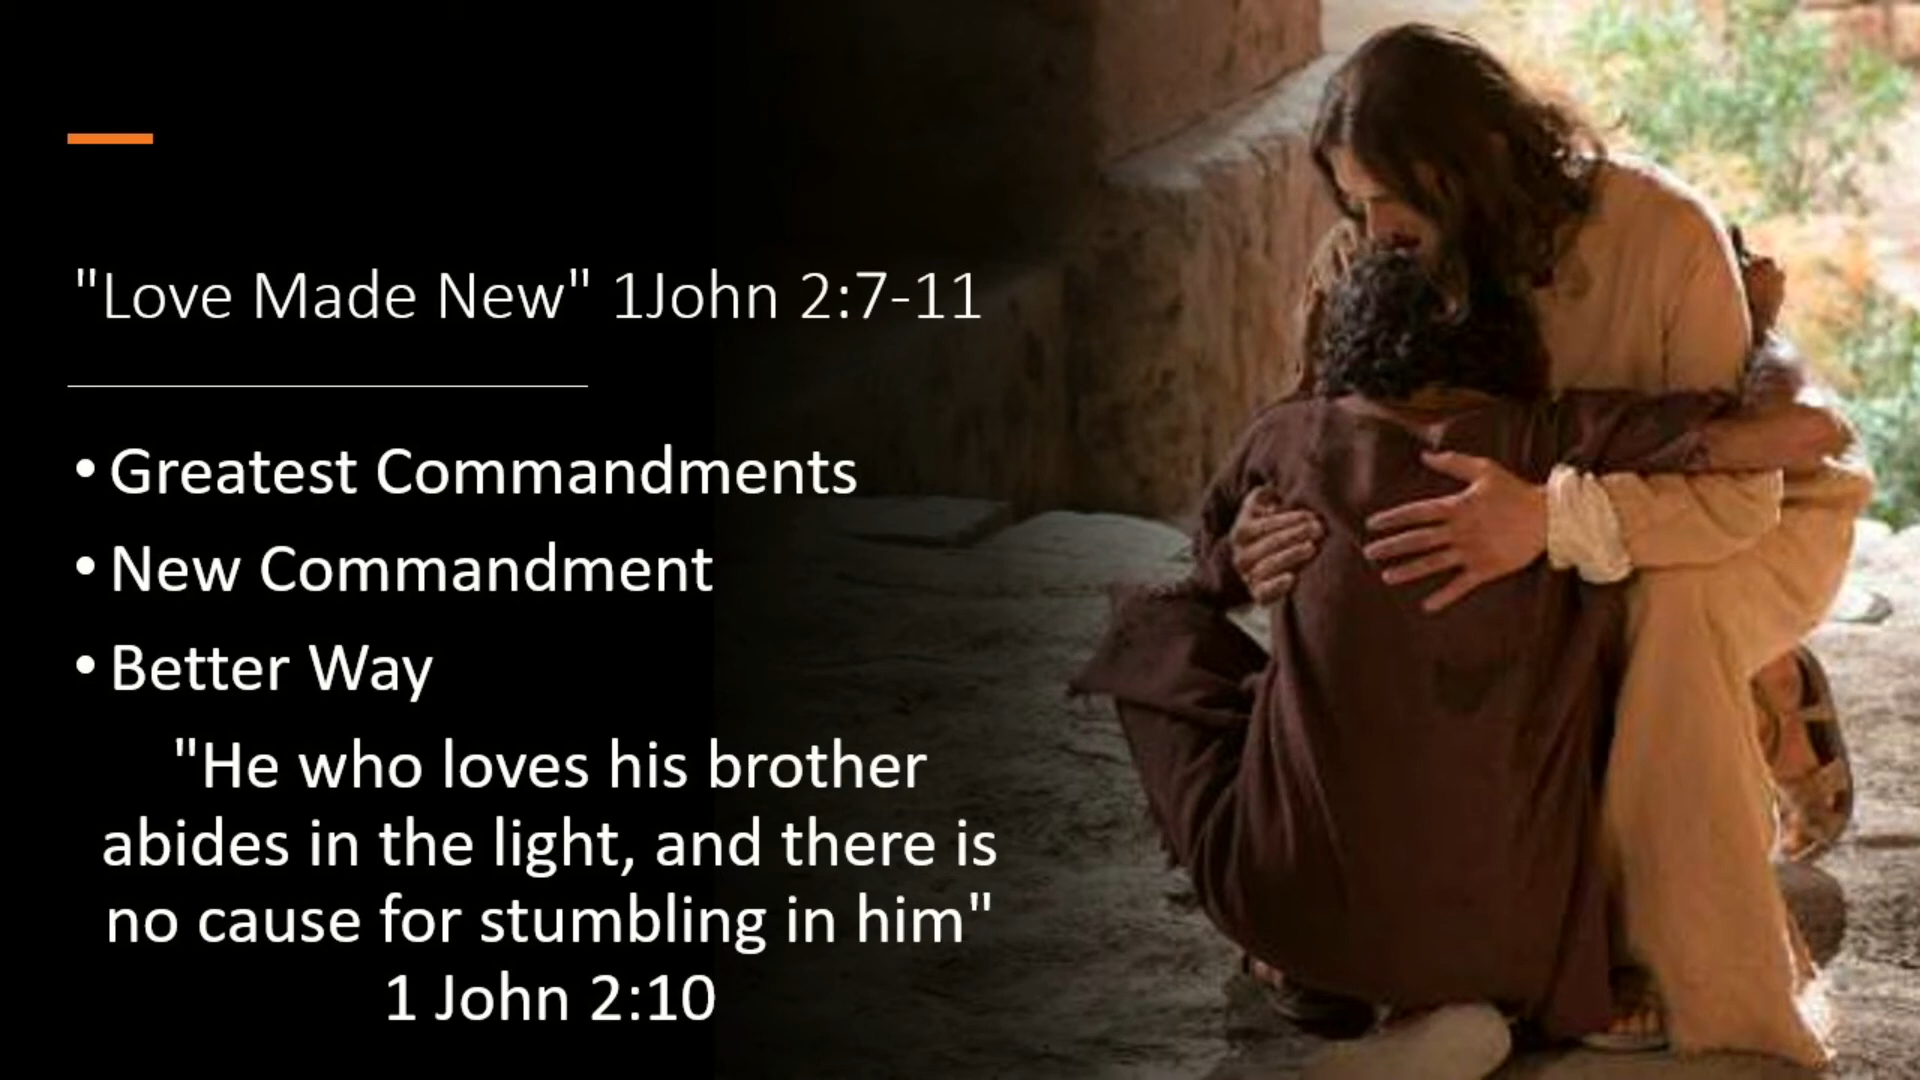 "Love Made New" 1John 2:7-11
• Greatest Commandments
• New Commandment
• Better Way
"He who loves his brother
abides in the light, and there is
no cause for stumbling in him"
1 John 2:10